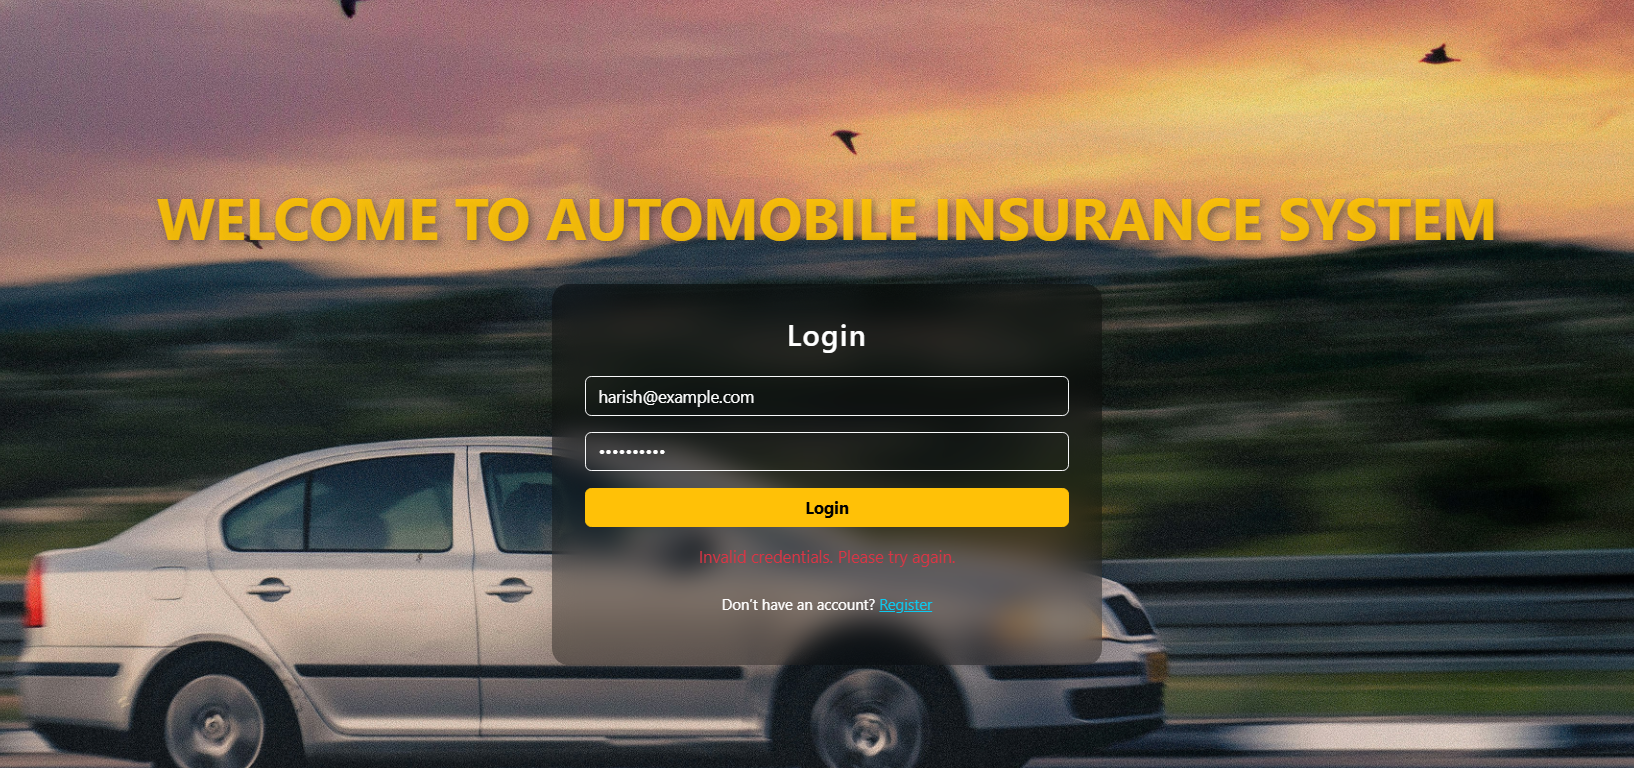 WELCOME TO AUTOMOBILE INSURANCE SYSTEM
Login
harish@example.com
••••••••••
Login
Invalid credentials. Please try again.
Don't have an account? Register